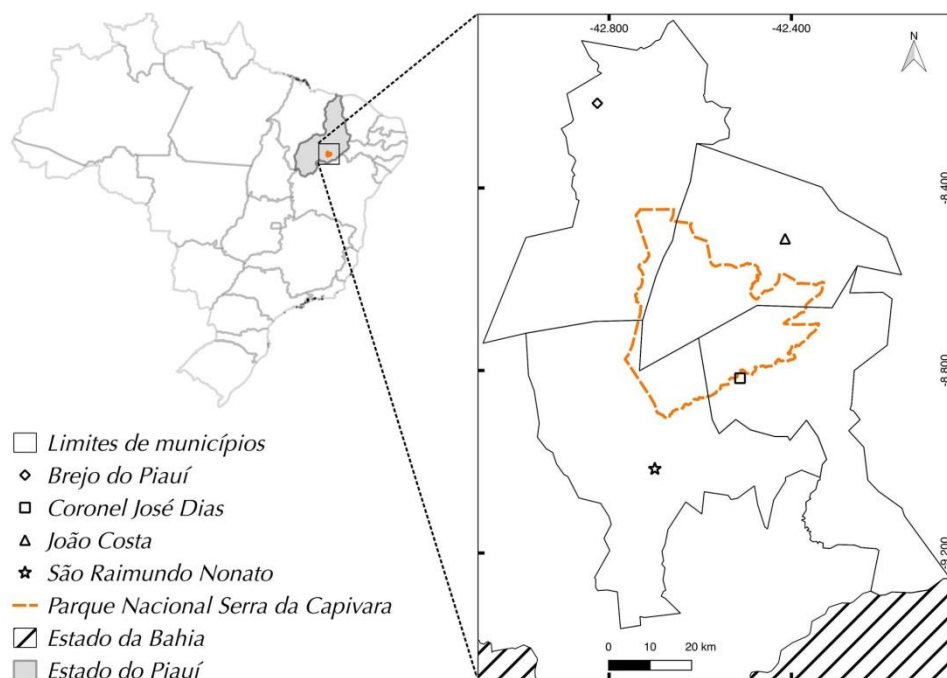 -42.800
-42.400
N
-8.400
-8.800
-9.200
Limites de municípios
Brejo do Piauí
Coronel José Dias
João Costa
São Raimundo Nonato
Parque Nacional Serra da Capivara
Estado da Bahia
Estado do Piauí
0 10 20 km